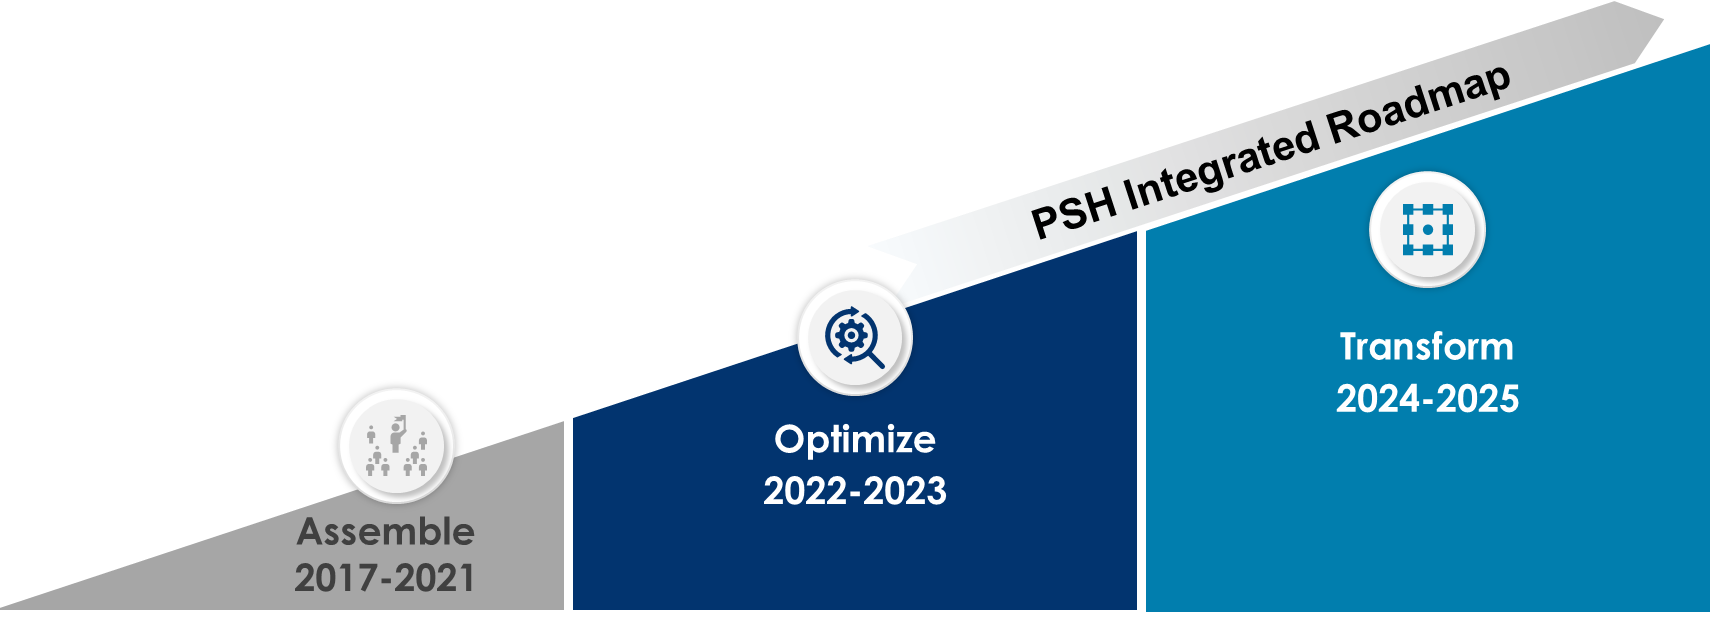 PSH Integrated Roadmap
Transform
2024-2025
Optimize
2022-2023
Assemble
2017-2021